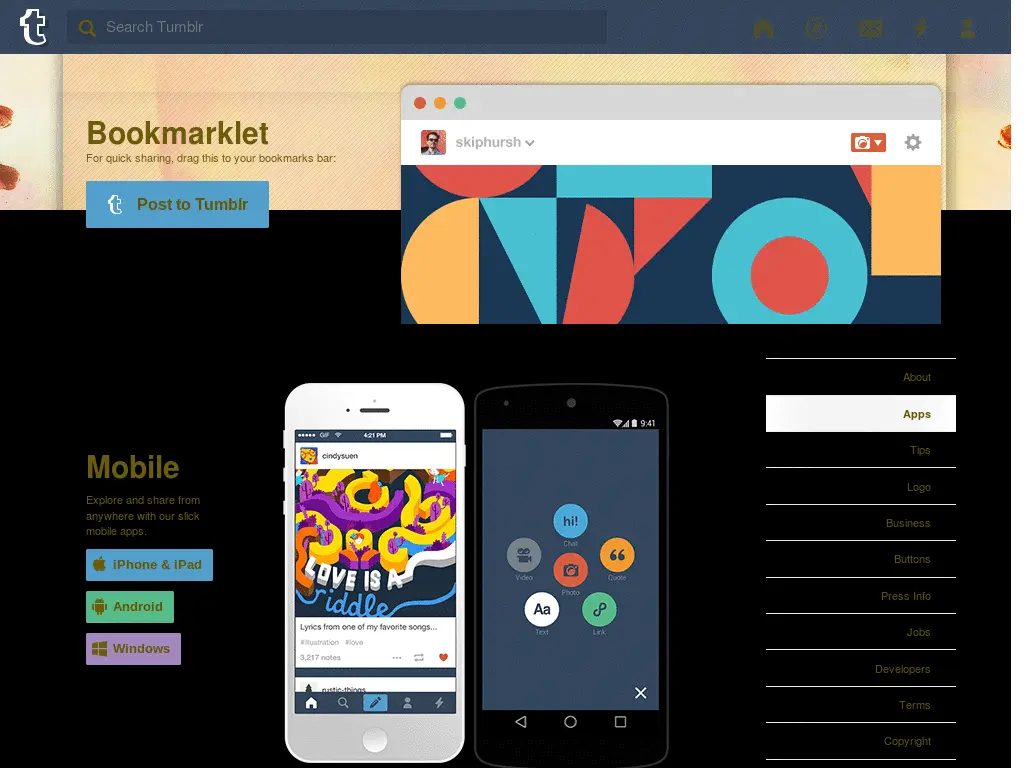 Search Tumblr
Bookmarklet
For quick sharing, drag this to your bookmarks bar:
Post to Tumblr
skiphursh
Mobile
Explore and share from
anywhere with our slick
mobile apps.
iPhone & iPad
Android
Windows
GIF
4:21 PM
cindysuen
LOVE IS A
riddle
Lyrics from one of my favorite songs...
#illustration #love
3,217 notes
rustic-things
9:41
hi!
Chat
Video
Photo
Quote
Aa
Text
Link
About
Apps
Tips
Logo
Business
Buttons
Press Info
Jobs
Developers
Terms
Copyright